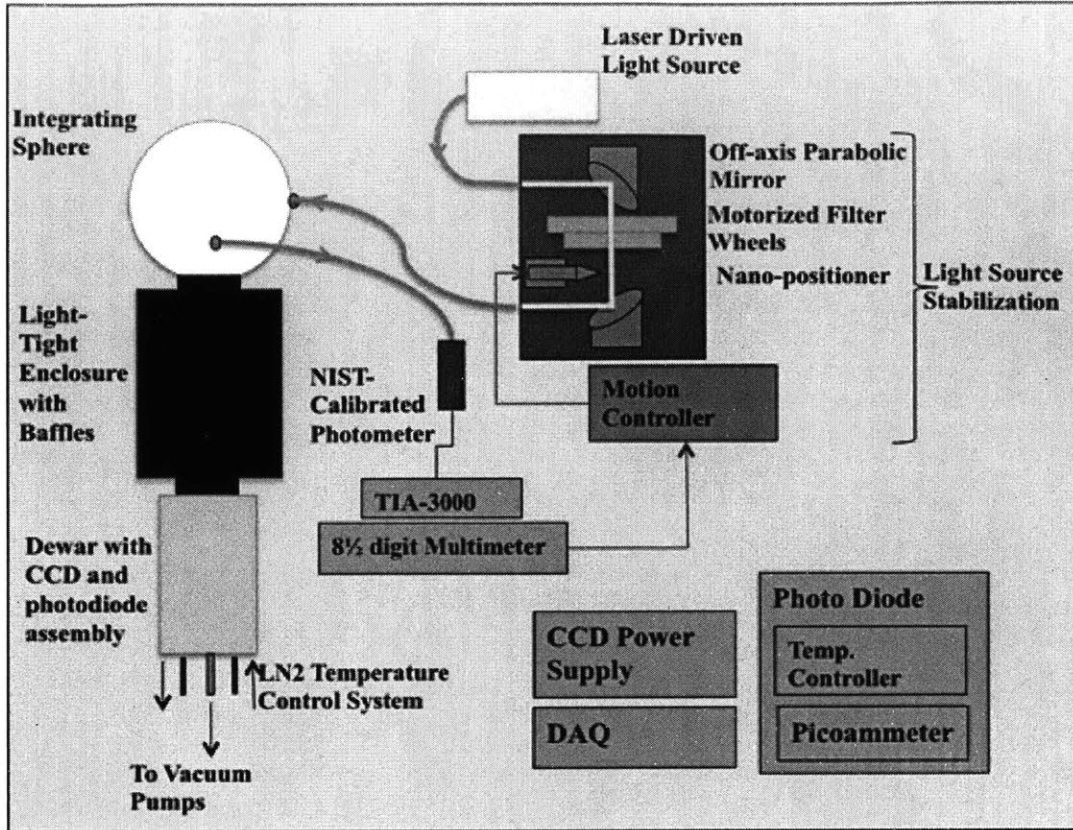 Laser Driven
Light Source
Integrating
Sphere
Off-axis Parabolic
Mirror
Motorized Filter
Wheels
Nano-positioner
Light Source
Stabilization
Light-
Tight
Enclosure
with
Baffles
NIST-
Calibrated
Photometer
Motion
Controller
TIA-3000
8½ digit Multimeter
Dewar with
CCD and
photodiode
assembly
LN2 Temperature
Control System
To Vacuum
Pumps
CCD Power
Supply
DAQ
Photo Diode
Temp.
Controller
Picoammeter